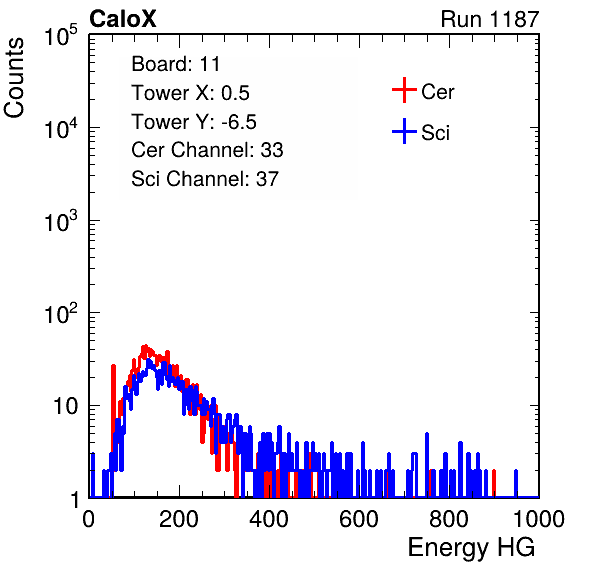 CaloX Run 1187
Board: 11
Tower X: 0.5
Tower Y: -6.5
Cer Channel: 33
Sci Channel: 37
Cer
Sci
Counts
10^5
10^4
10^3
10^2
10
1
0 200 400 600 800 1000
Energy HG